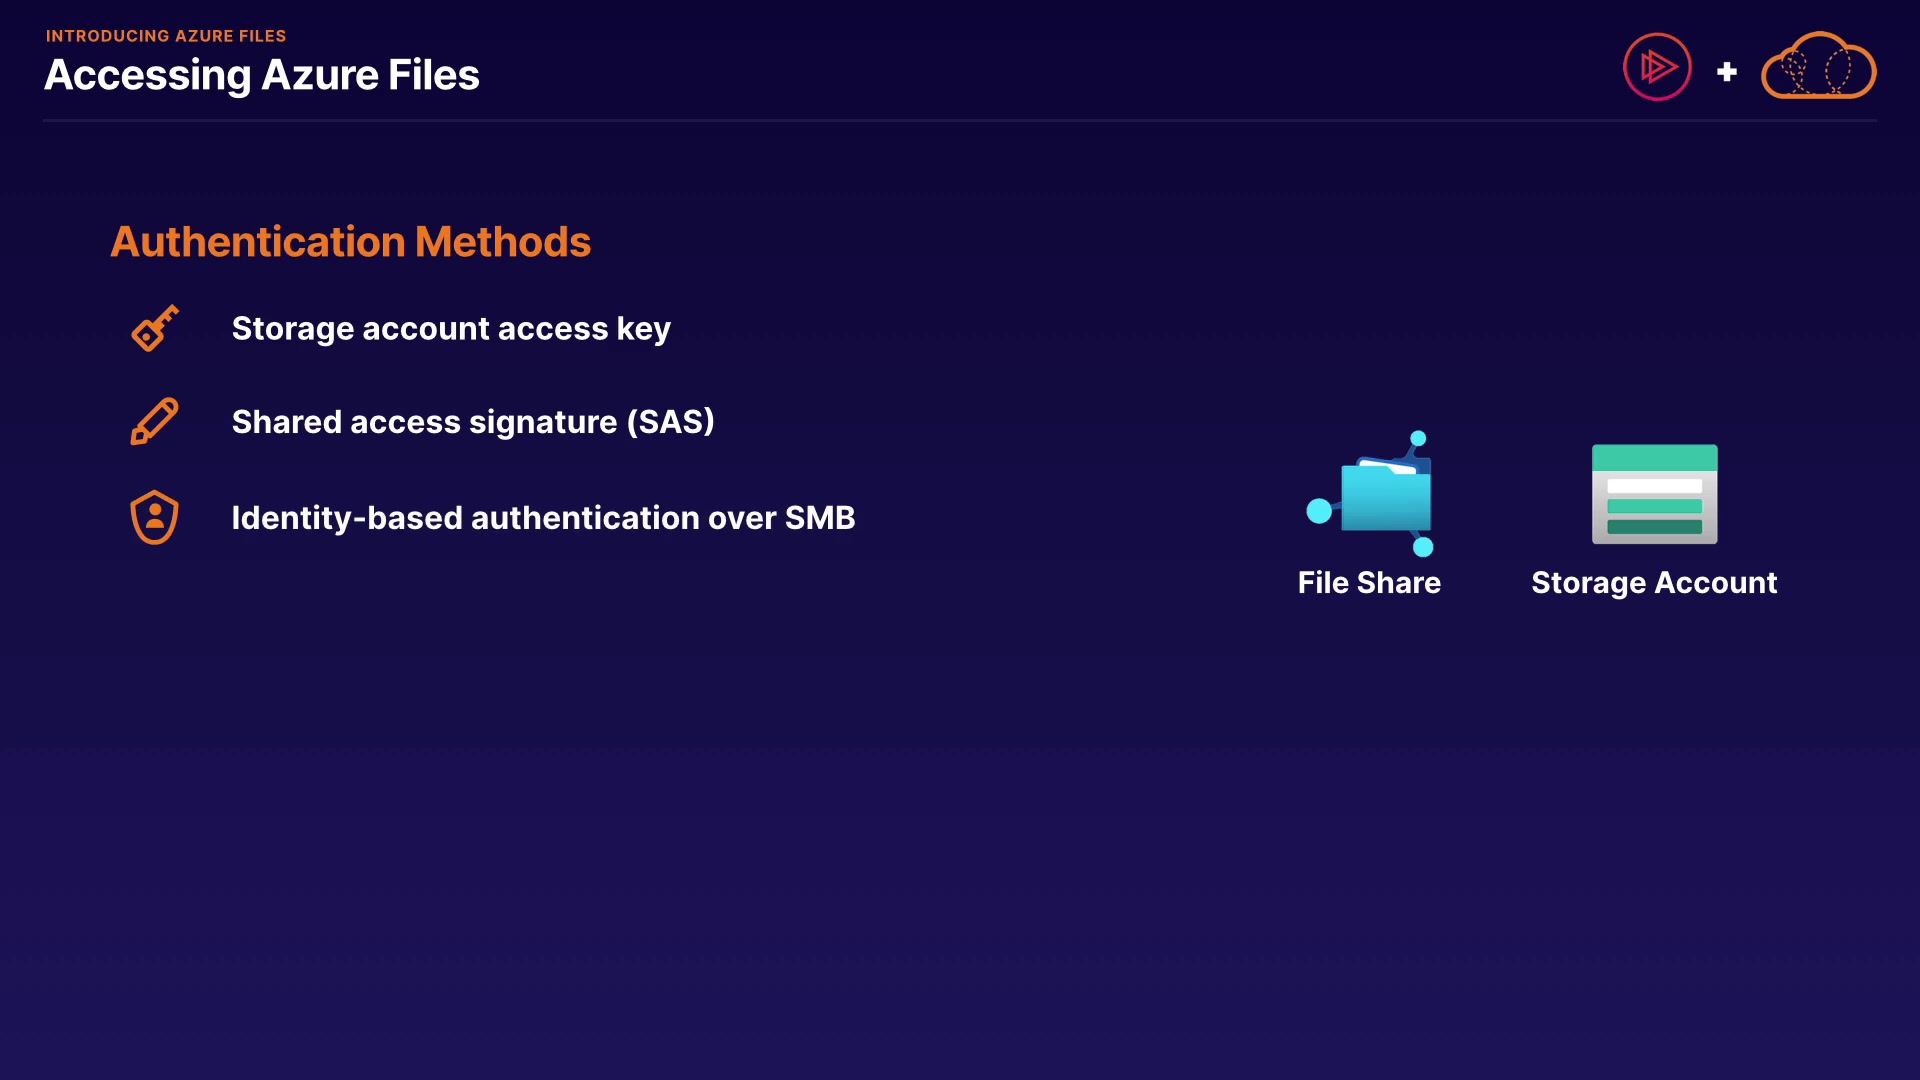 INTRODUCING AZURE FILES
Accessing Azure Files
Authentication Methods
Storage account access key
Shared access signature (SAS)
Identity-based authentication over SMB
File Share
Storage Account